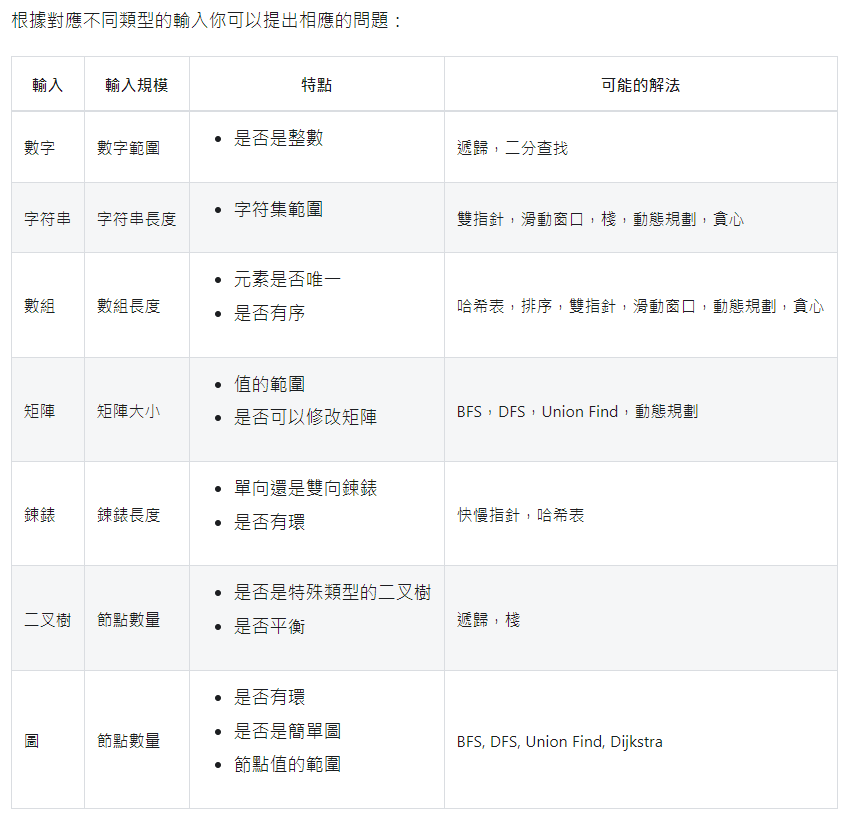 根據對應不同類型的輸入你可以提出相應的問題：
輸入 輸入規模 特點 可能的解法
數字 數字範圍 是否是整數 遞歸，二分查找
字符串 字符串長度 字符集範圍 雙指針，滑動窗口，棧，動態規劃，貪心
數組 數組長度 元素是否唯一
是否有序 哈希表，排序，雙指針，滑動窗口，動態規劃，貪心
矩陣 矩陣大小 值的範圍
是否可以修改矩陣 BFS，DFS，Union Find，動態規劃
鍊錶 鍊錶長度 單向還是雙向鍊錶
是否有環 快慢指針，哈希表
二叉樹 節點數量 是否是特殊類型的二叉樹
是否平衡 遞歸，棧
圖 節點數量 是否有環
是否是簡單圖
節點值的範圍 BFS, DFS, Union Find, Dijkstra